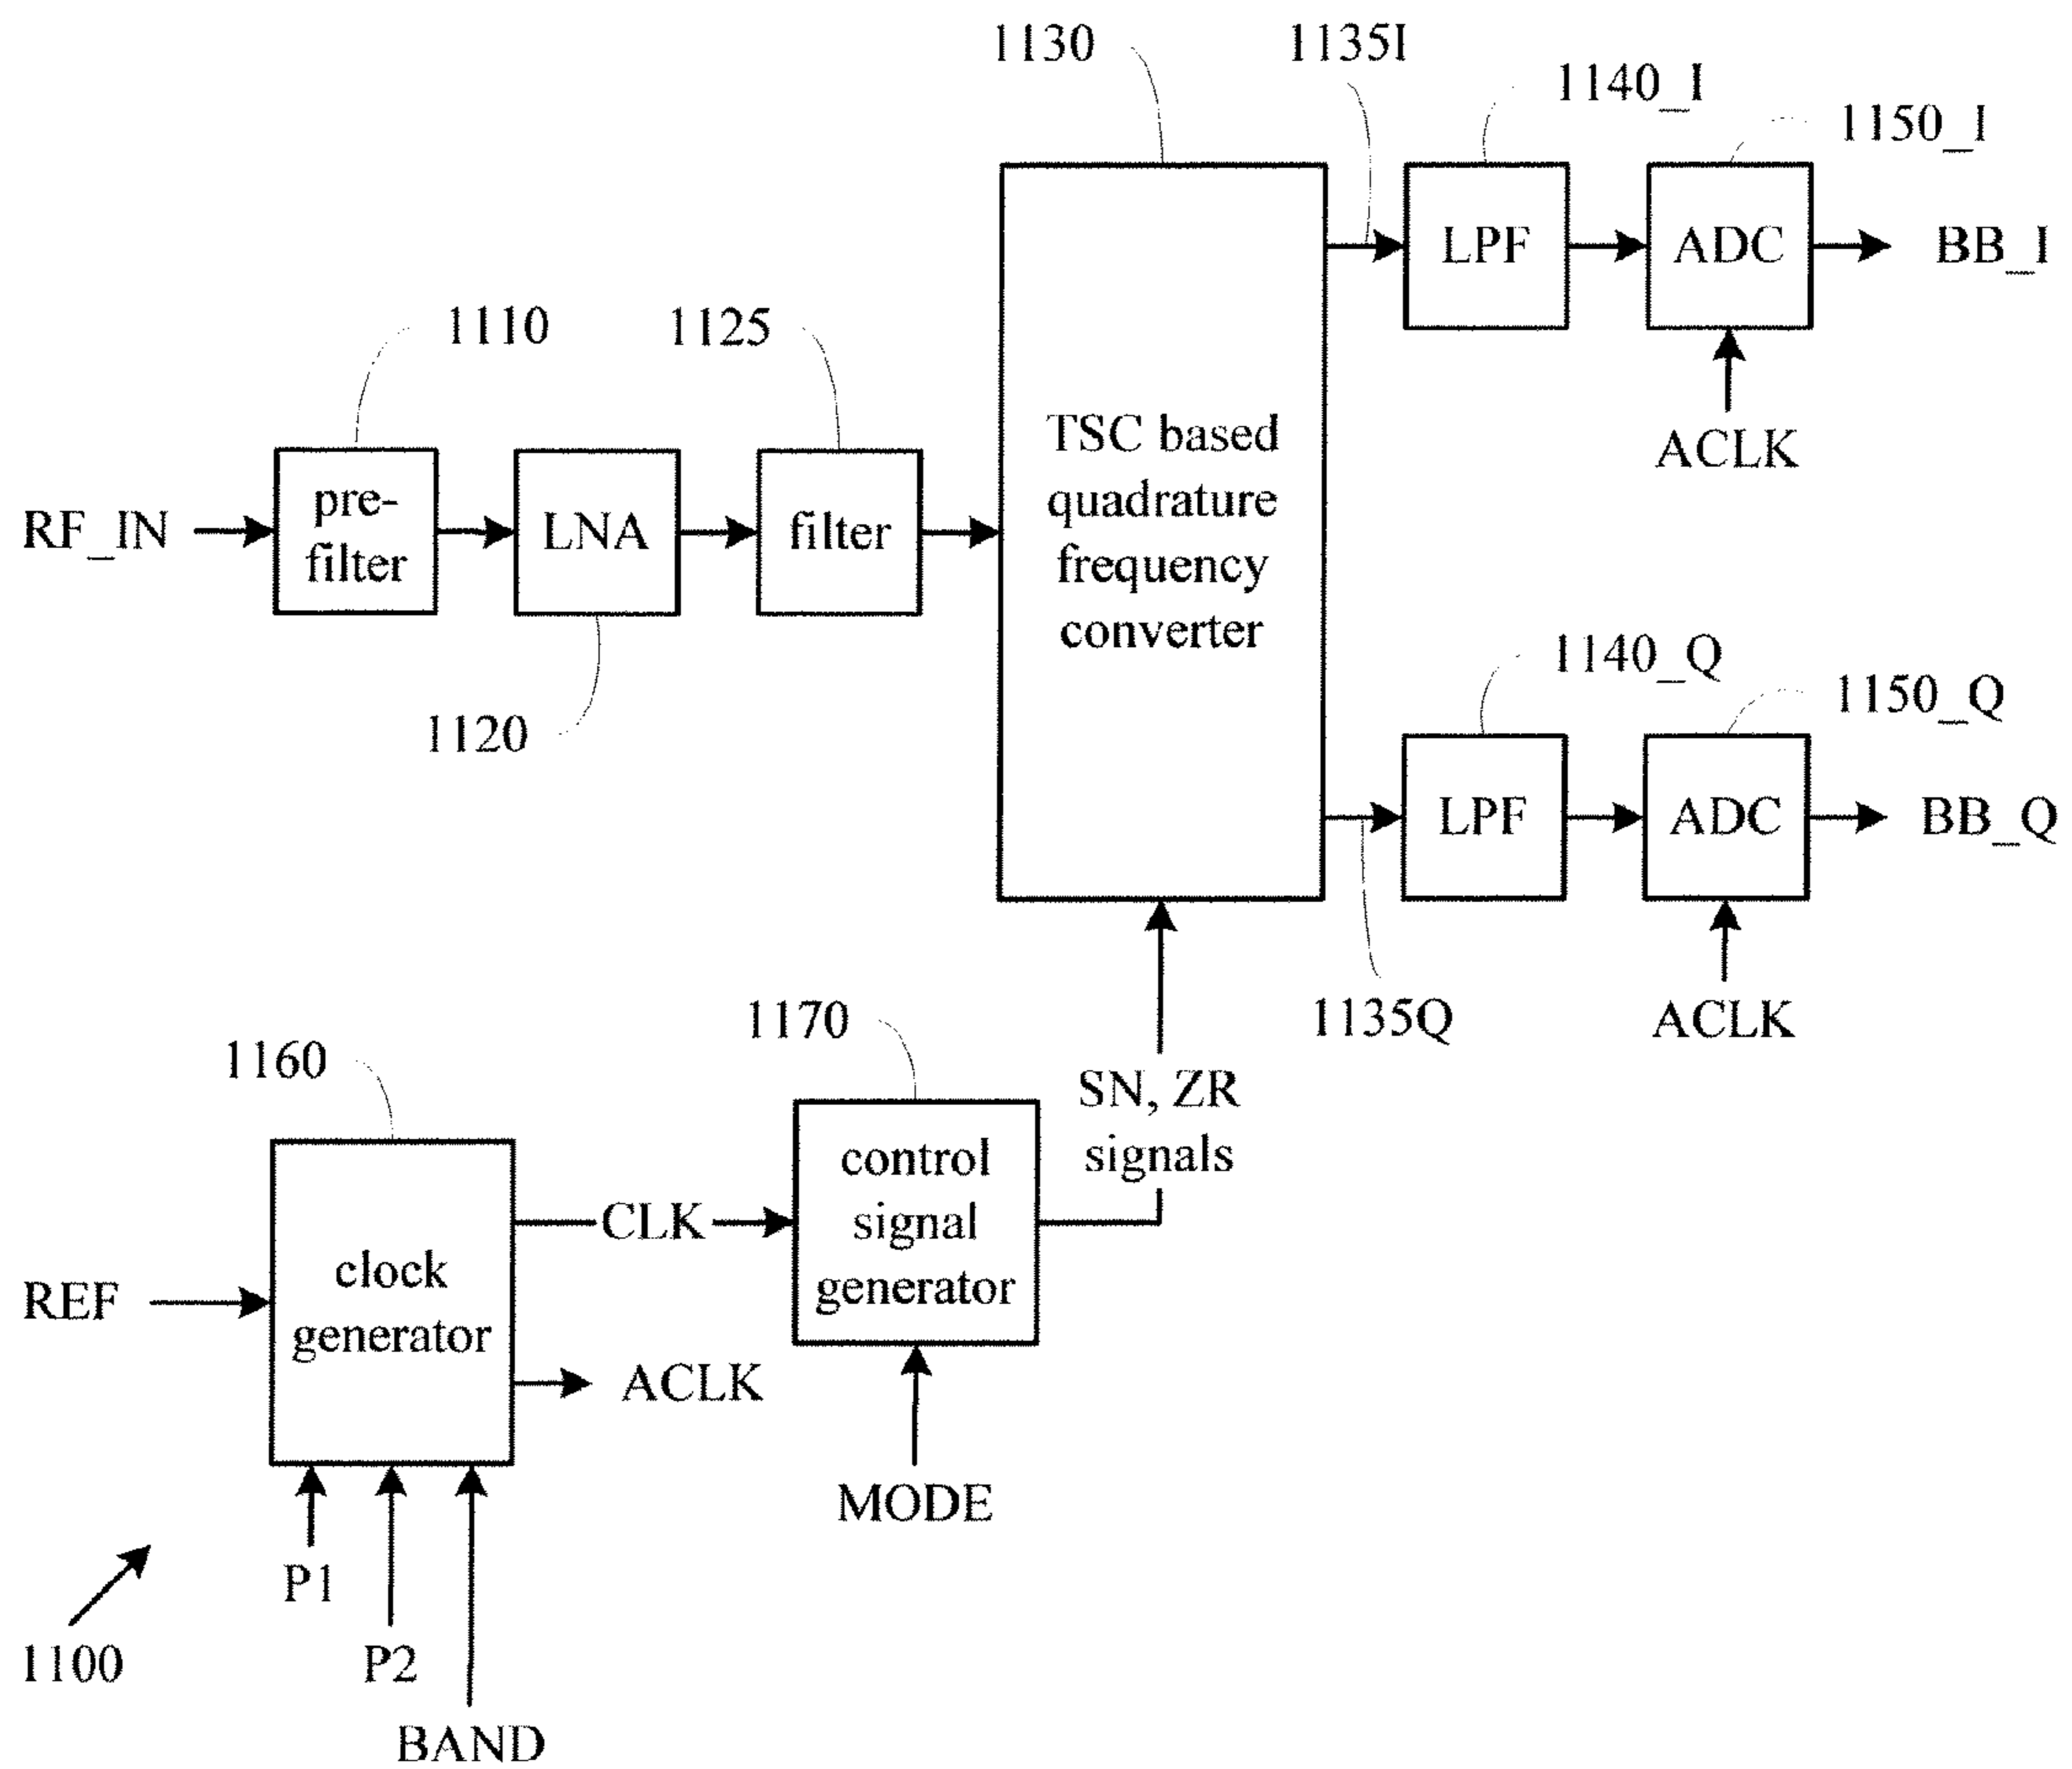 1130
1135I
1140_I
1150_I
LPF
ADC
BB_I
ACLK
1110
1125
RF_IN
pre-
filter
LNA
filter
1120
TSC based
quadrature
frequency
converter
1140_Q
1150_Q
LPF
ADC
BB_Q
1135Q
ACLK
1160
1170
SN, ZR
signals
REF
clock
generator
CLK
control
signal
generator
ACLK
MODE
P1
P2
BAND
1100